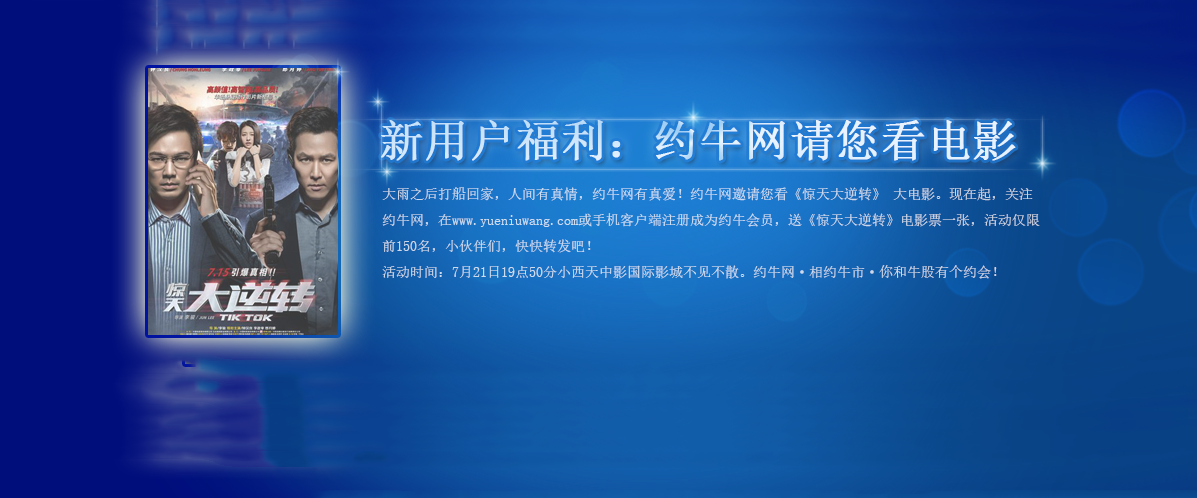 高颜值!高智商
7.15引爆真相!!
惊天大逆转
TIK TOK
新用户福利：约牛网请您看电影
大雨之后打船回家，人间有真情，约牛网有真爱！约牛网邀请您看《惊天大逆转》 大电影。现在起，关注
约牛网，在www.yueniuwang.com或手机客户端注册成为约牛会员，送《惊天大逆转》电影票一张，活动仅限
前150名，小伙伴们，快快转发吧！
活动时间：7月21日19点50分小西天中影国际影城不见不散。约牛网·相约牛市·你和牛股有个约会！